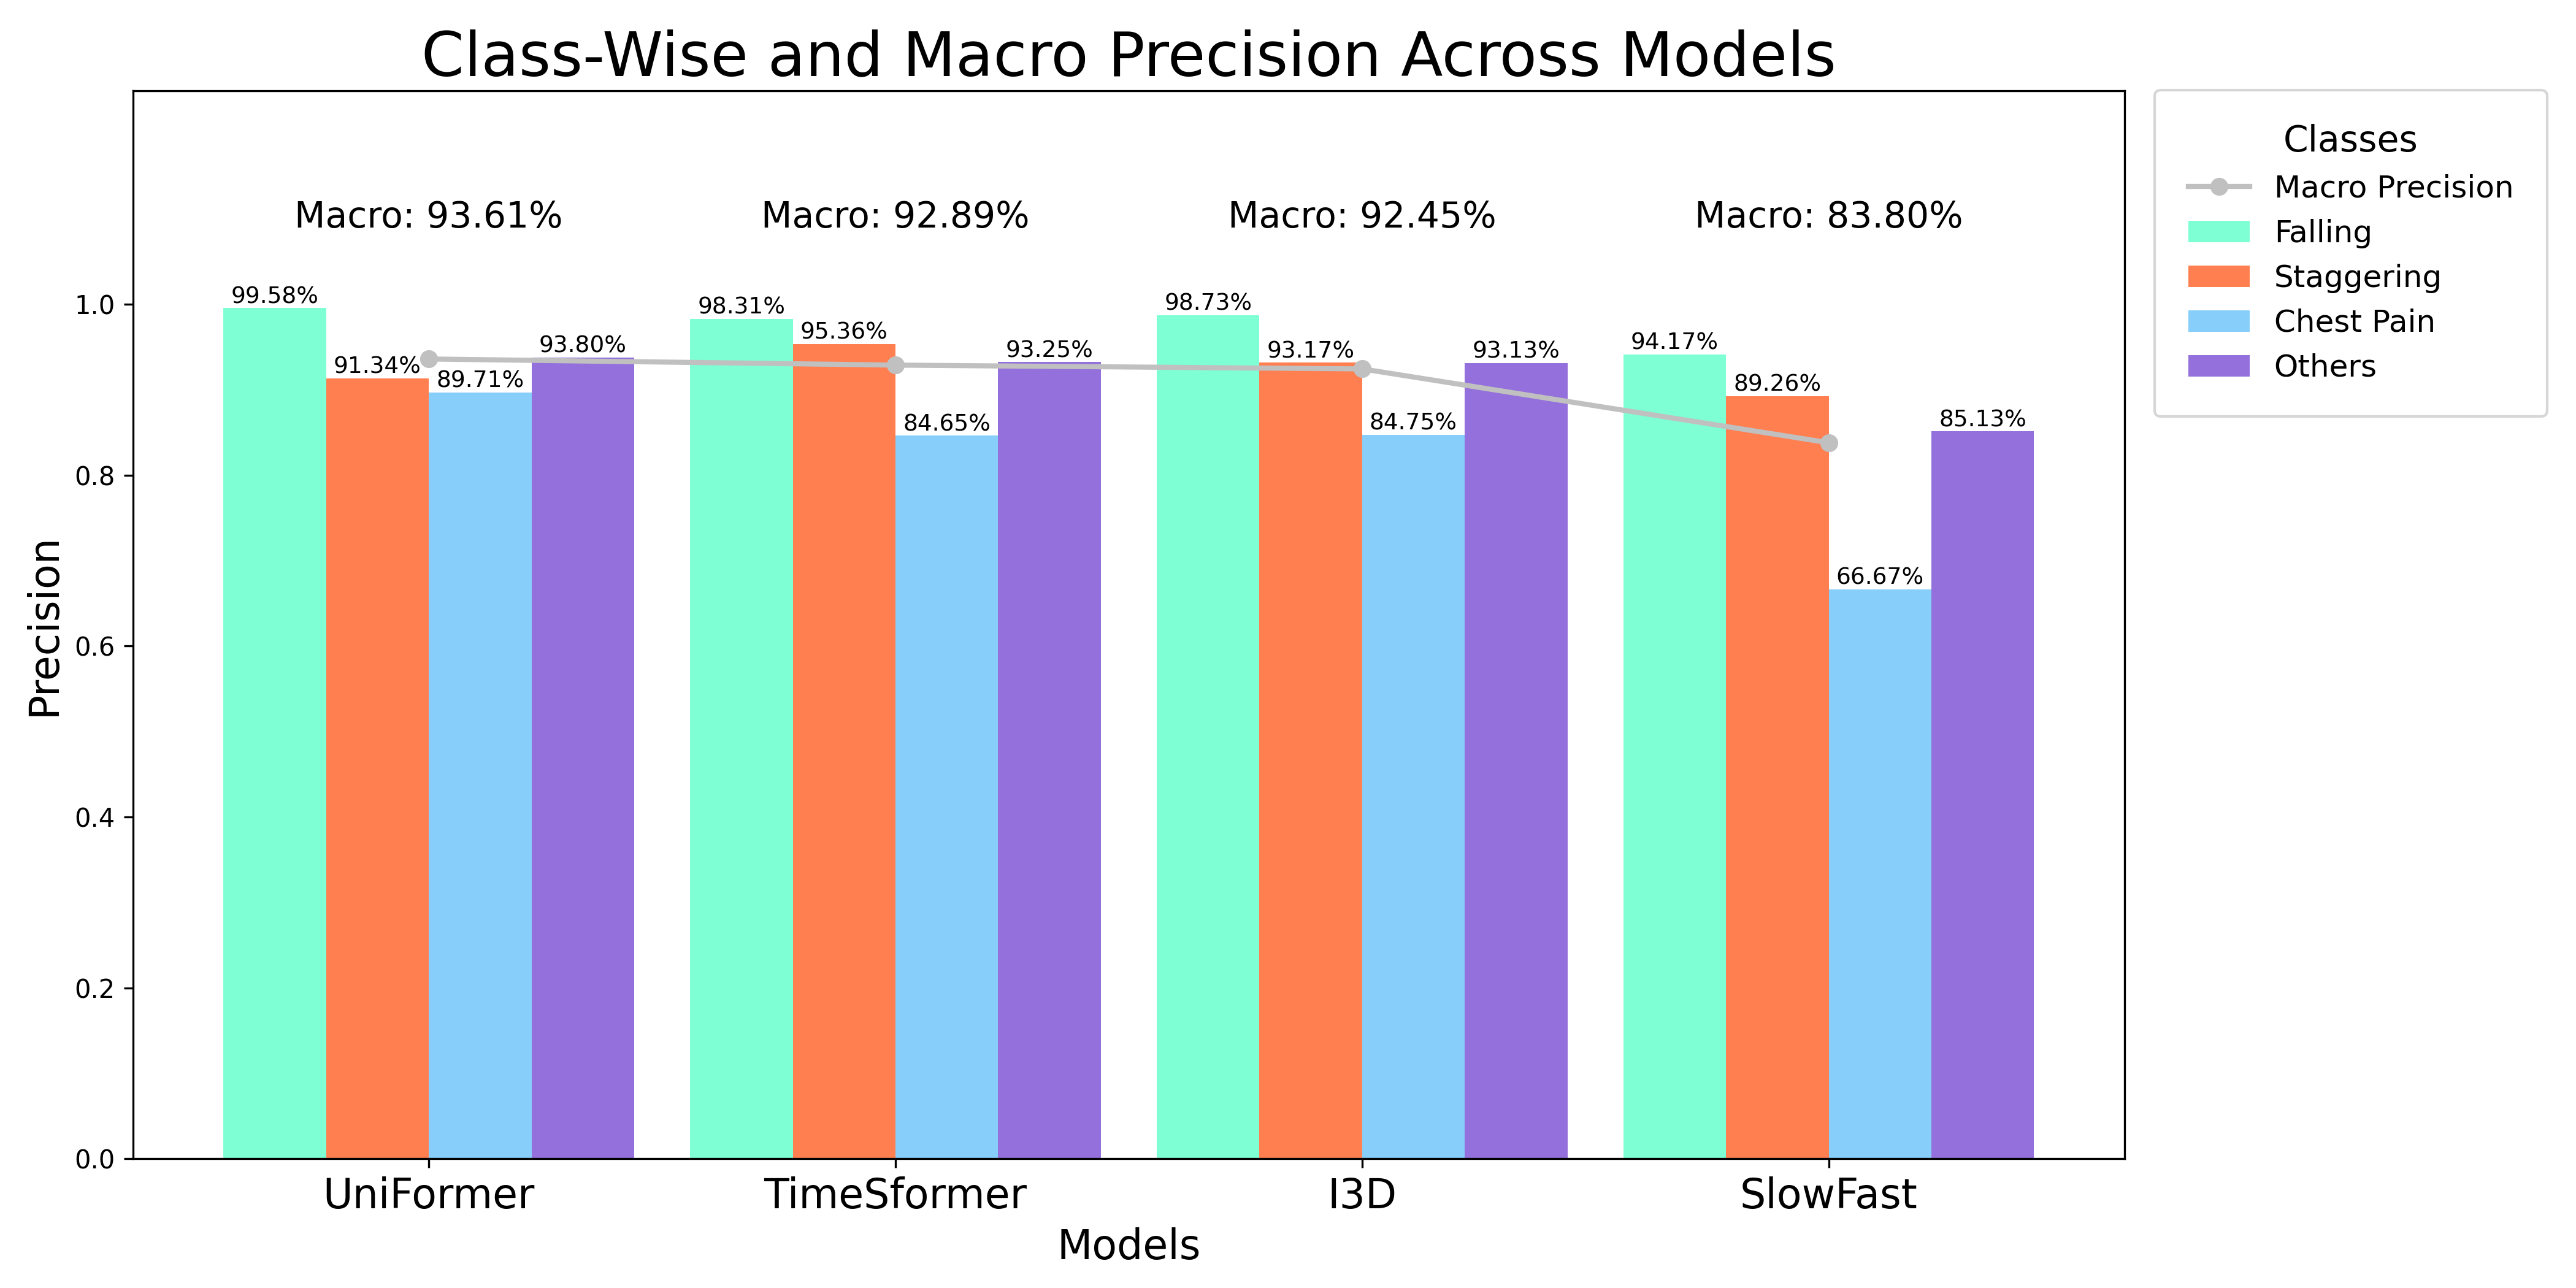 Class-Wise and Macro Precision Across Models
Classes
Macro Precision
Falling
Staggering
Chest Pain
Others
Macro: 93.61%
Macro: 92.89%
Macro: 92.45%
Macro: 83.80%
99.58%
91.34%
89.71%
93.80%
98.31%
95.36%
84.65%
93.25%
98.73%
93.17%
84.75%
93.13%
94.17%
89.26%
66.67%
85.13%
Precision
1.0
0.8
0.6
0.4
0.2
0.0
UniFormer
TimeSformer
I3D
SlowFast
Models